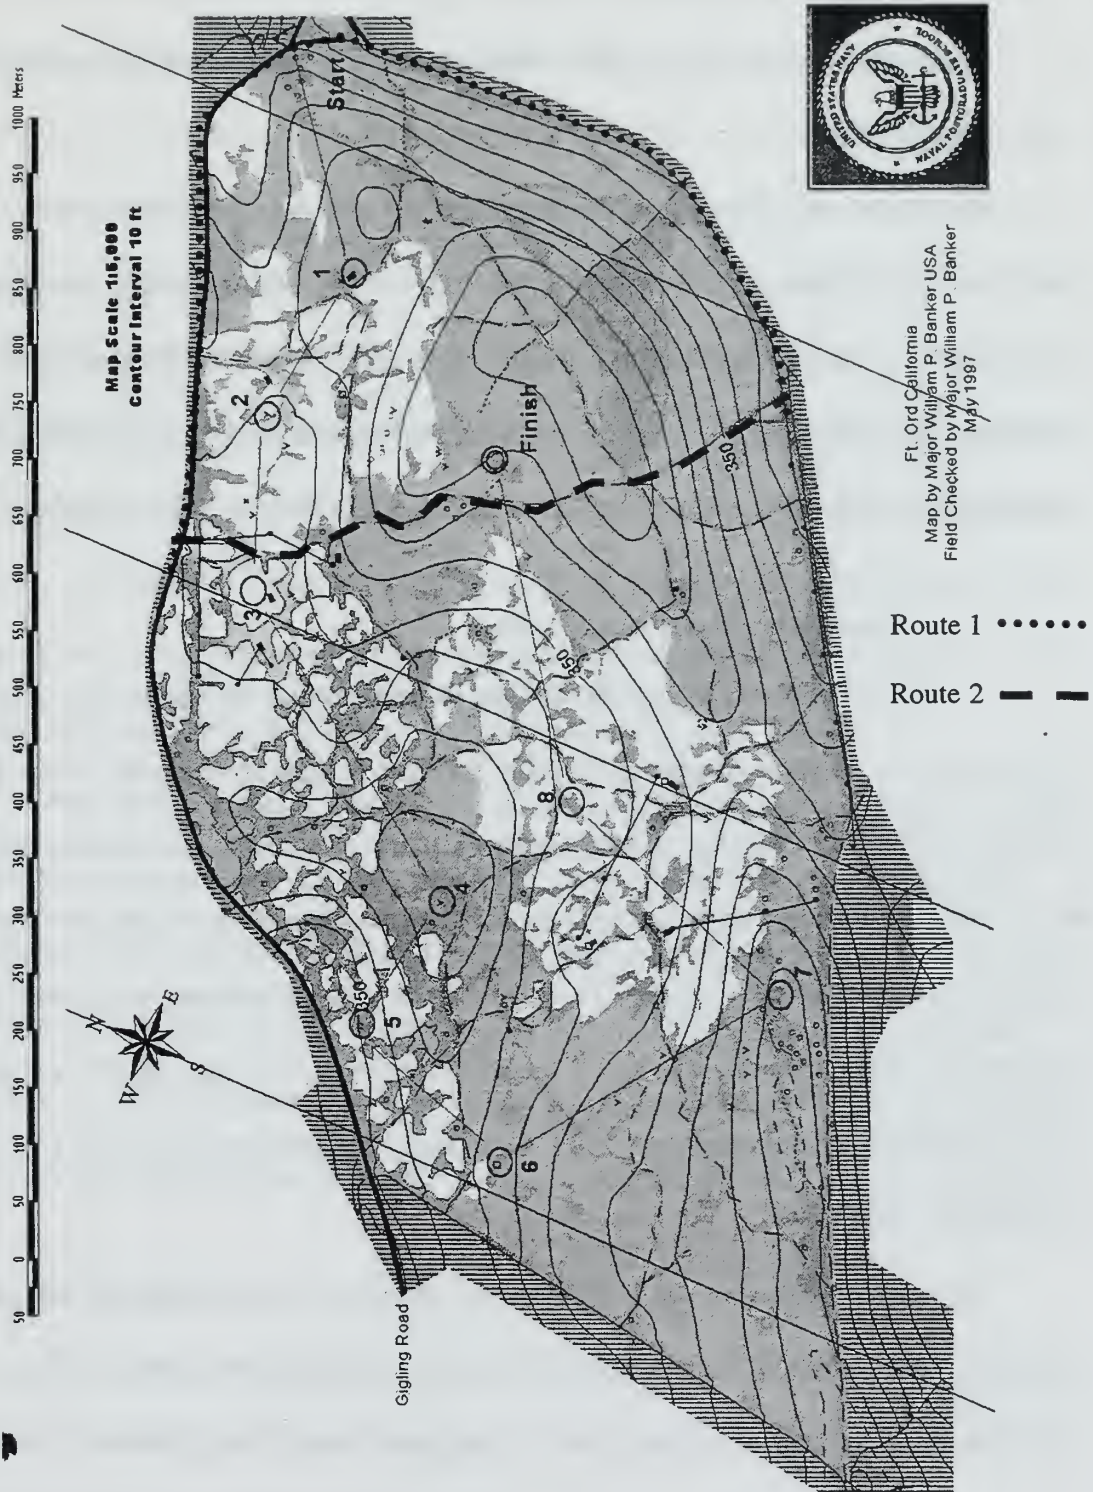 50 0 50 100 150 200 250 300 350 400 450 500 550 600 650 700 750 800 850 900 950 1000 Meters
Map Scale 1:15,000
Contour Interval 10 ft
N
E
W
S
Start
1
2
3
Finish
350
350
8
4
350
5
6
7
Gigling Road
UNITED STATES NAVY
NAVAL POSTGRADUATE SCHOOL
Ft. Ord California
Map by Major William P. Banker USA
Field Checked by Major William P. Banker
May 1997
Route 1
Route 2